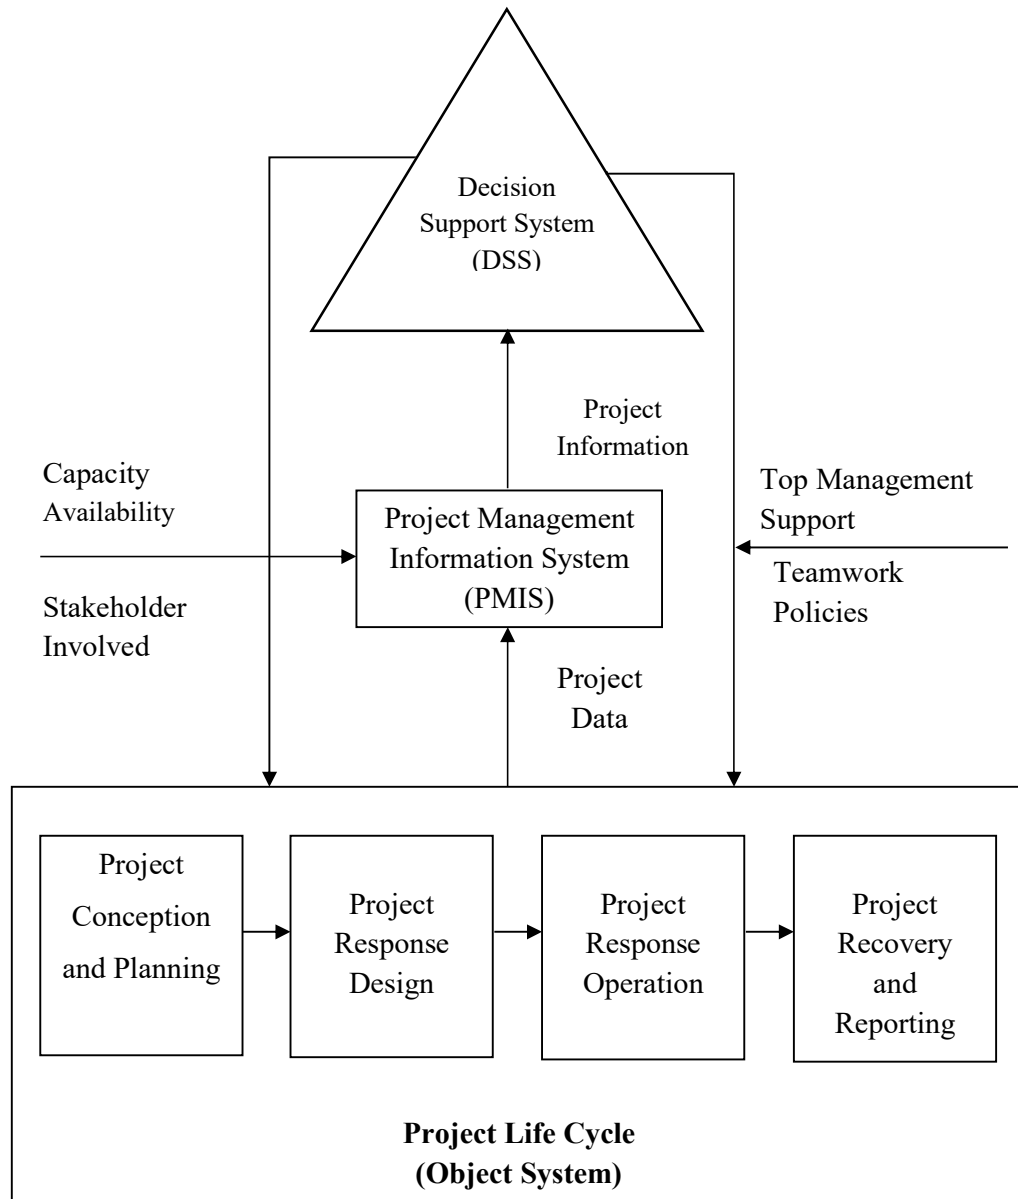 Decision
Support System
(DSS)
Project
Information
Capacity
Availability
Top Management
Support
Project Management
Information System
(PMIS)
Stakeholder
Involved
Teamwork
Policies
Project
Data
Project
Conception
and Planning
Project
Response
Design
Project
Response
Operation
Project
Recovery
and
Reporting
Project Life Cycle
(Object System)